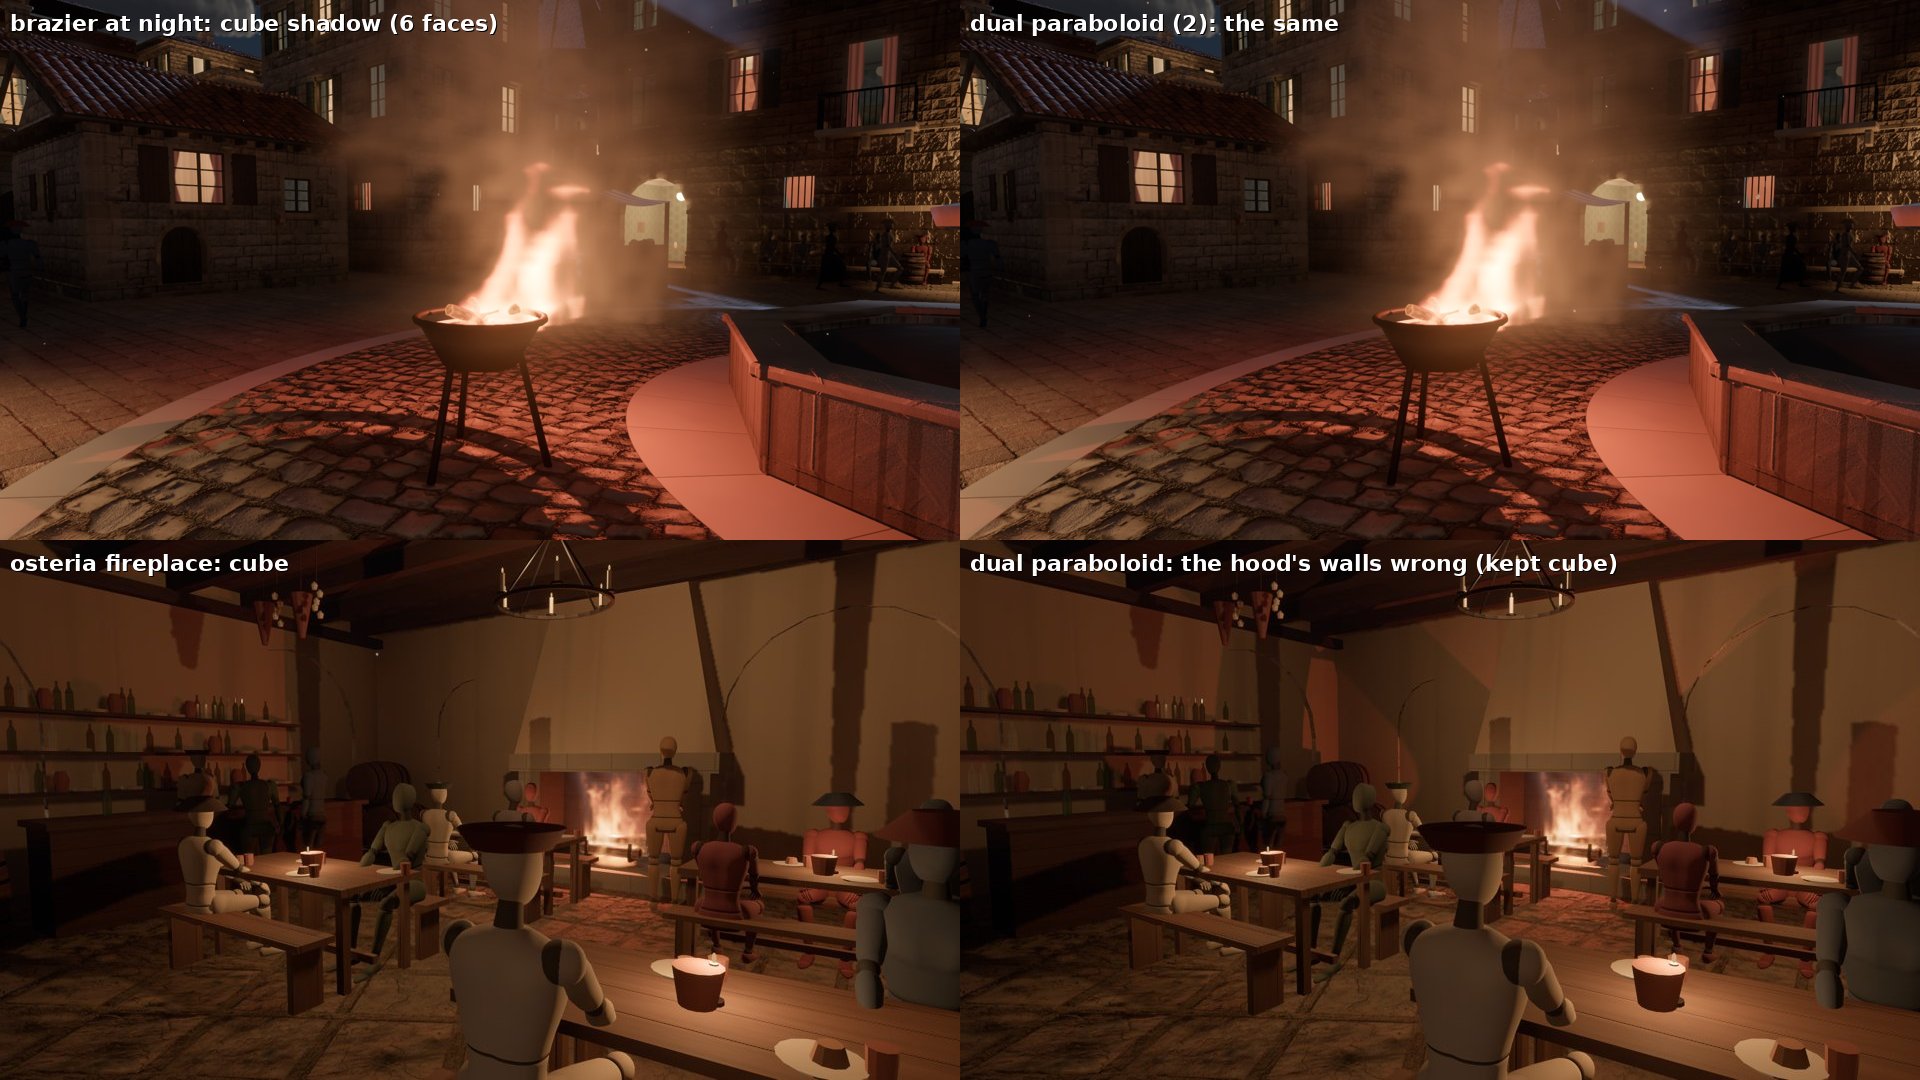 brazier at night: cube shadow (6 faces)
dual paraboloid (2): the same
osteria fireplace: cube
dual paraboloid: the hood's walls wrong (kept cube)